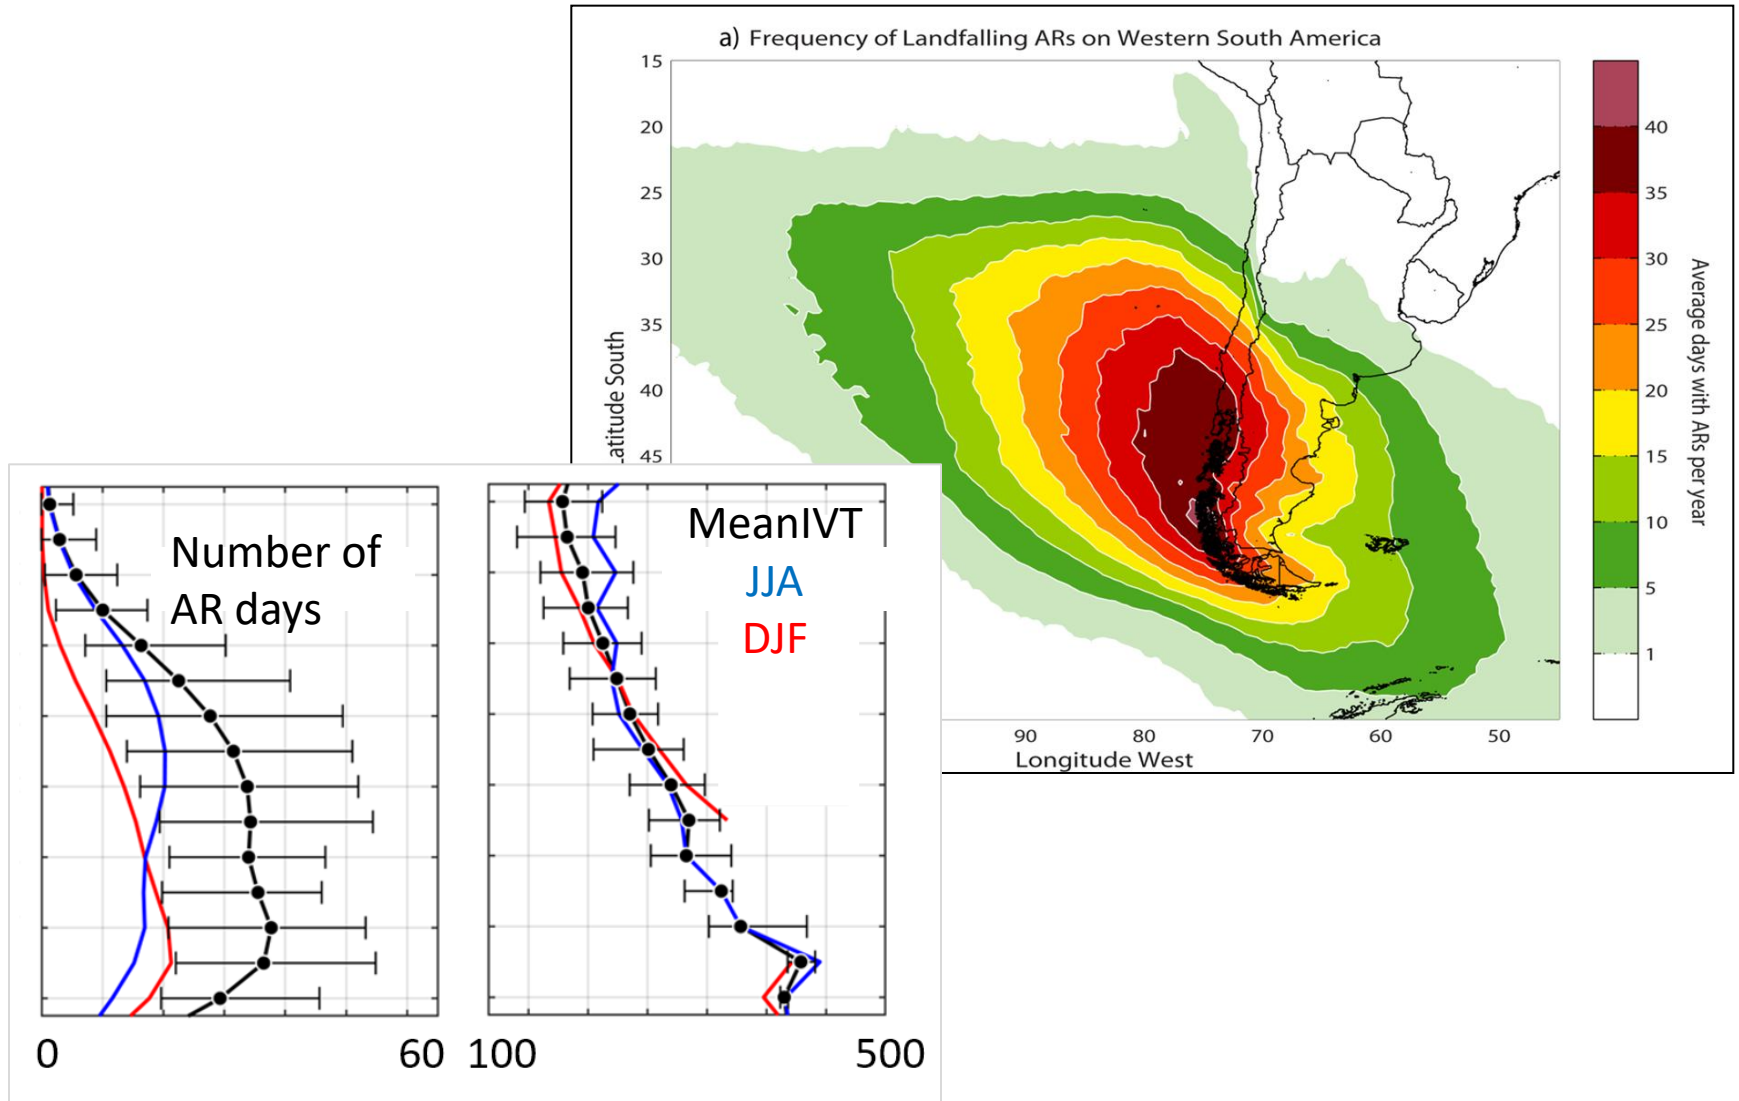 a) Frequency of Landfalling ARs on Western South America
15
20
25
30
35
40
45
Latitude South
90
80
70
60
50
Longitude West
40
35
30
25
20
15
10
5
1
Average days with ARs per year
Number of
AR days
0
60
MeanIVT
JJA
DJF
100
500